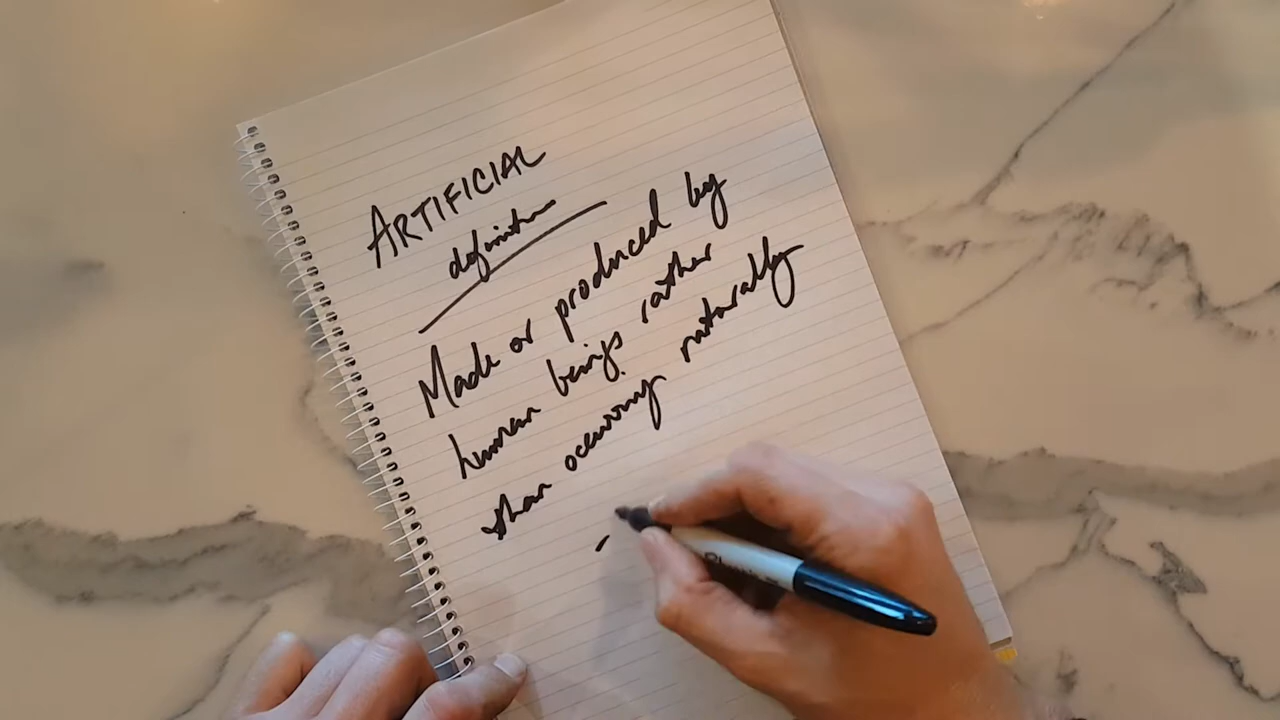 ARTIFICIAL
definition
Made or produced by
human beings rather
than occurring naturally
-